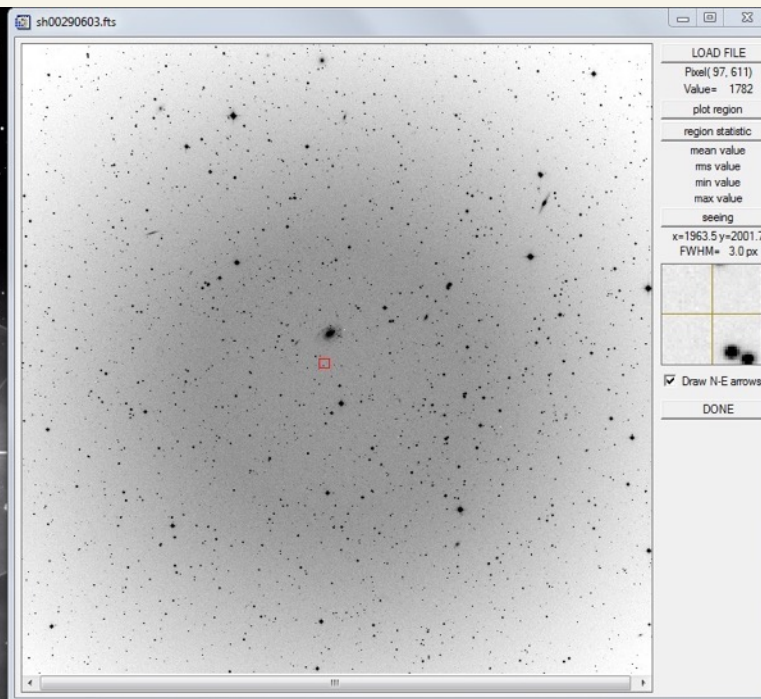 sh00290603.fts
LOAD FILE
Pixel( 97, 611)
Value= 1782
plot region
region statistic
mean value
rms value
min value
max value
seeing
x=1963.5 y=2001.7
FWHM= 3.0 px
Draw N-E arrows
DONE